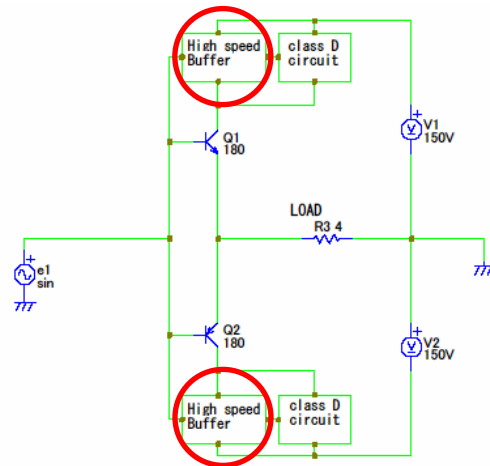 High speed
Buffer
class D
circuit
Q1
180
V1
150V
LOAD
R3 4
e1
sin
Q2
180
V2
150V
High speed
Buffer
class D
circuit